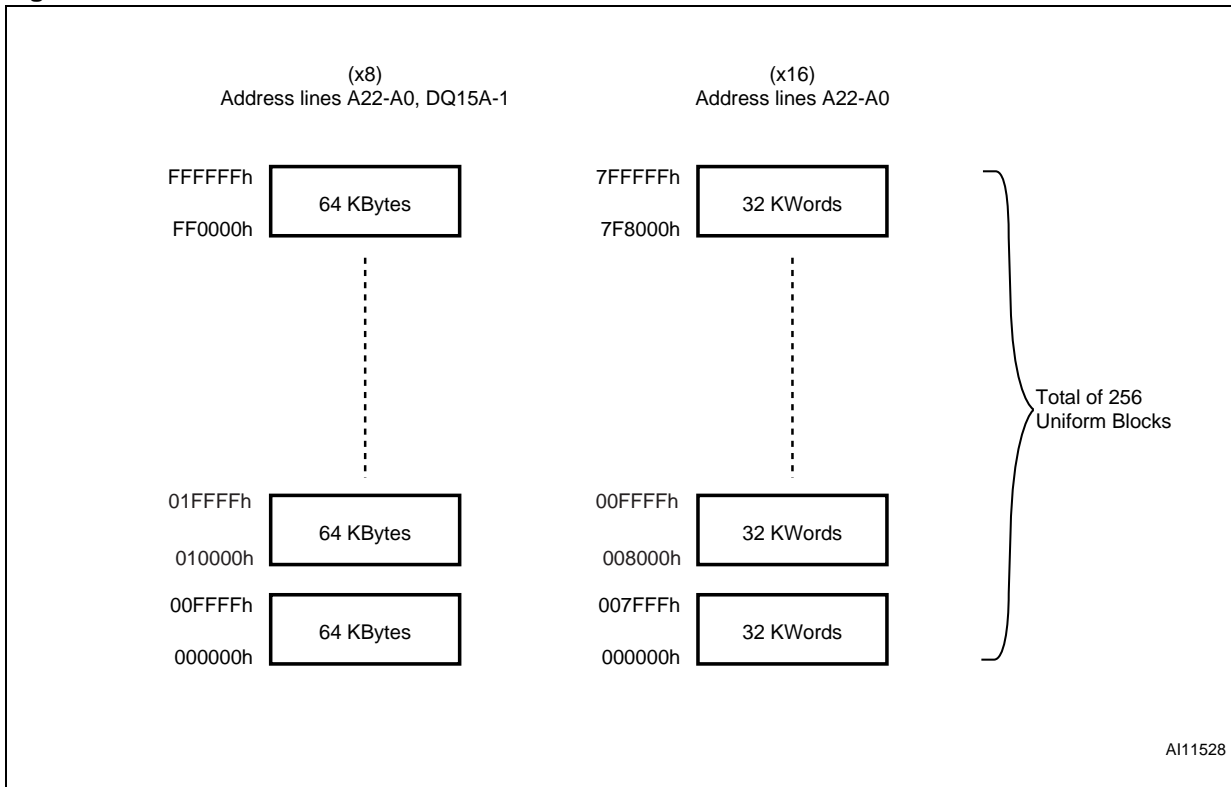 (x8)
Address lines A22-A0, DQ15A-1
(x16)
Address lines A22-A0
FFFFFFh
64 KBytes
FF0000h
7FFFFFh
32 KWords
7F8000h
Total of 256
Uniform Blocks
01FFFFh
64 KBytes
010000h
00FFFFh
32 KWords
008000h
00FFFFh
64 KBytes
000000h
007FFFh
32 KWords
000000h
AI11528